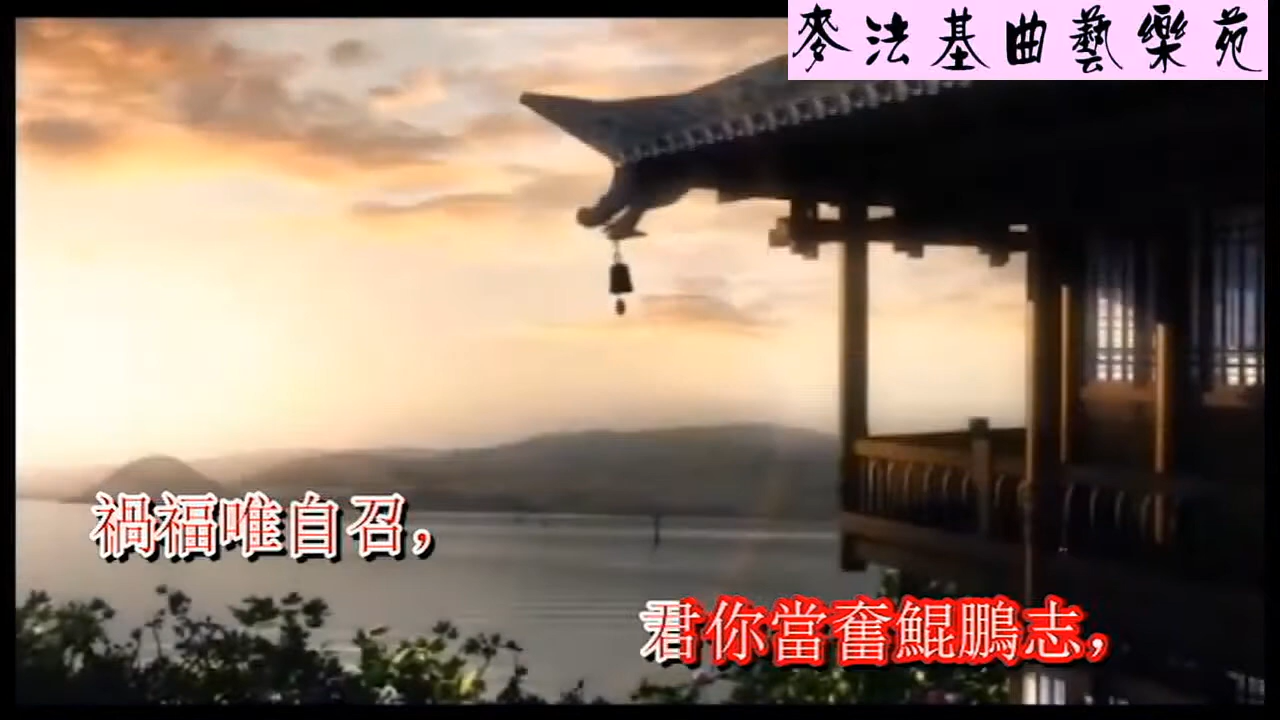 麥法基曲藝樂苑
禍福唯自召，
君你當奮鯤鵬志，